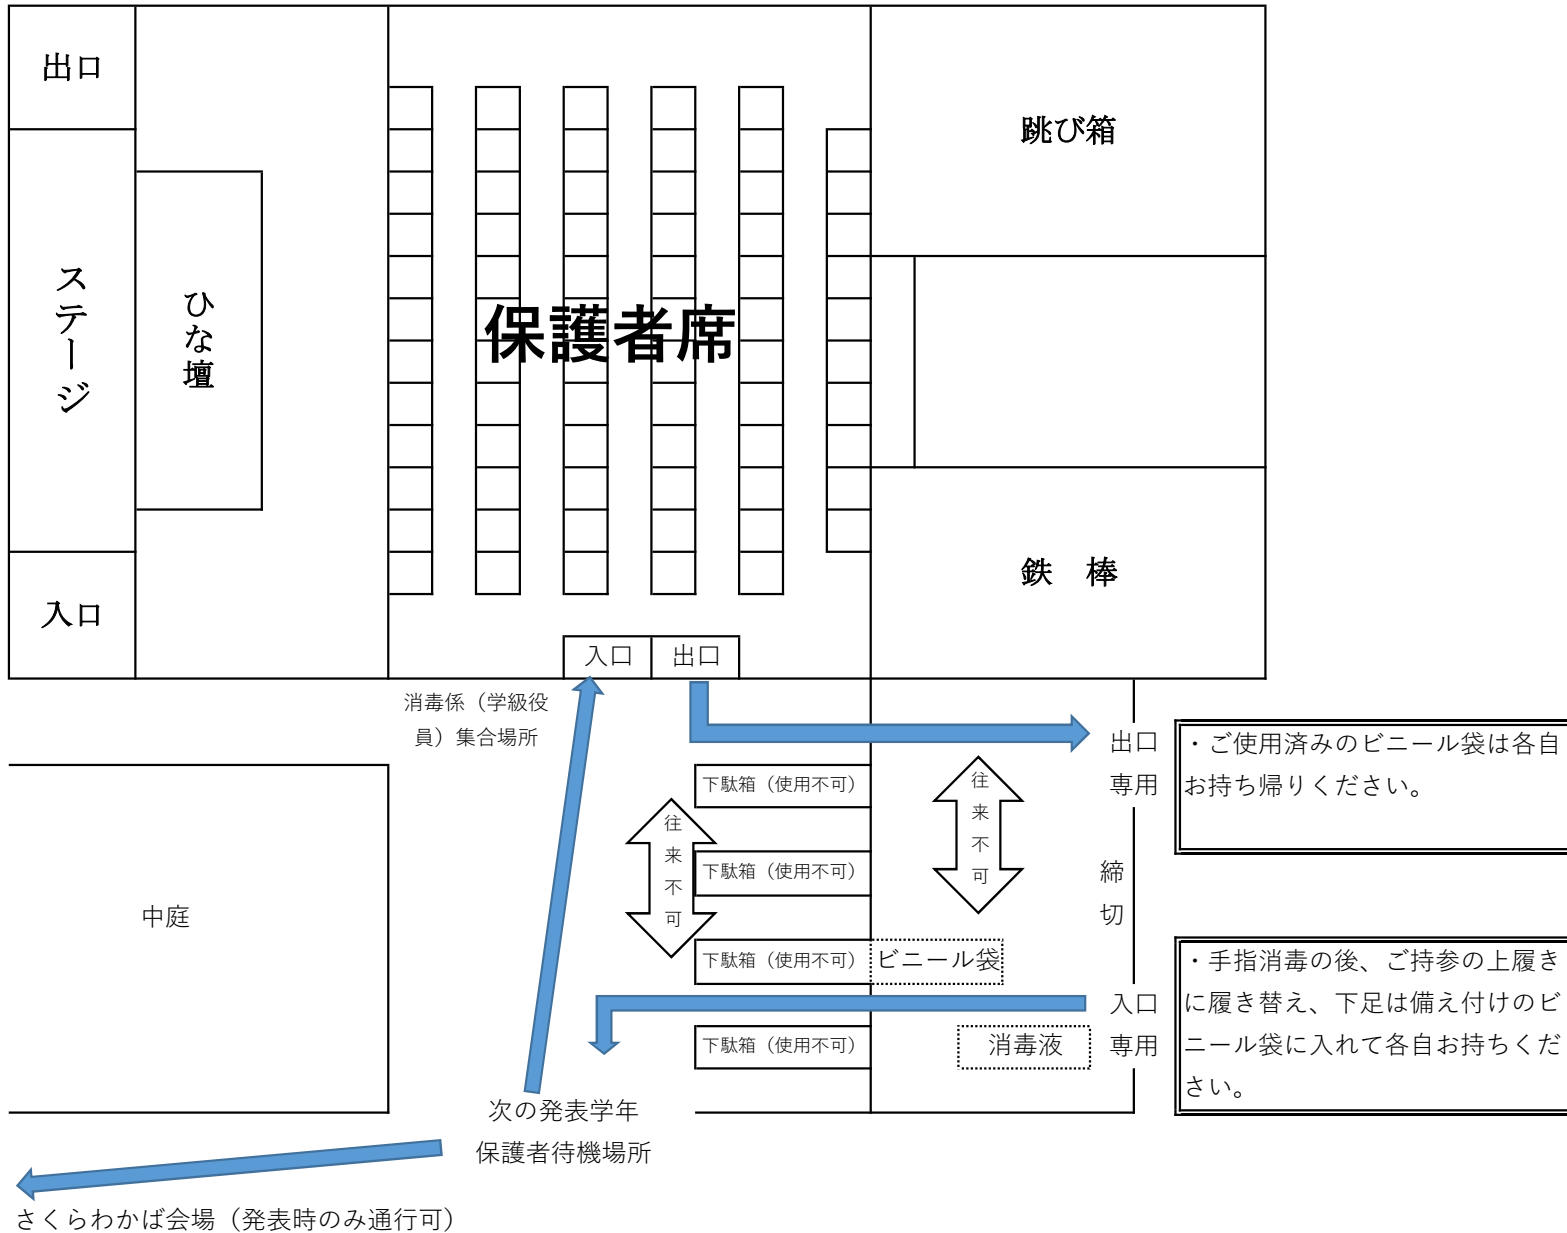 出口
跳び箱
ステージ
ひな壇
保護者席
鉄　棒
入口
入口
出口
消毒係（学級役
員）集合場所
出口
専用
・ご使用済みのビニール袋は各自
お持ち帰りください。
下駄箱（使用不可）
往来不可
往来不可
下駄箱（使用不可）
締切
中庭
下駄箱（使用不可）
ビニール袋
入口
専用
・手指消毒の後、ご持参の上履き
に履き替え、下足は備え付けのビ
ニール袋に入れて各自お持ちくだ
さい。
下駄箱（使用不可）
消毒液
次の発表学年
保護者待機場所
さくらわかば会場（発表時のみ通行可）